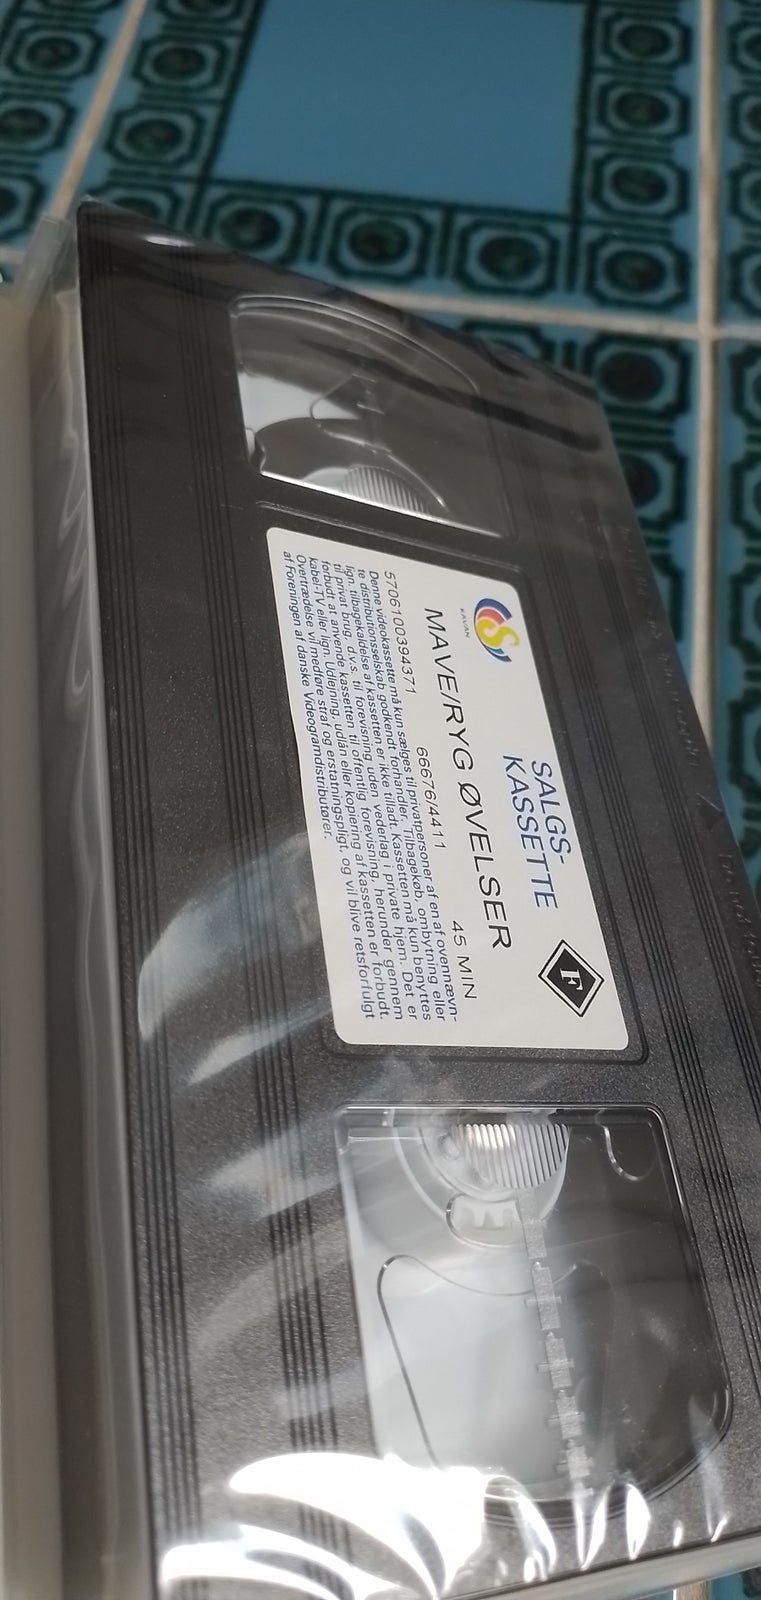 SALGS-
KASSETTE
F
S
KAVAN
MAVE/RYG ØVELSER
66676/4411 45 MIN
5706100394371
Denne videokassette må kun sælges til privatpersoner af en af ovennævn-
te distributionsselskab godkendt forhandler. Tilbagekøb, ombytning eller
lign. tilbagekaldelse af kassetten er ikke tilladt. Kassetten må kun benyttes
til privat brug, d.v.s. til forevisning uden vederlag i private hjem. Det er
forbudt at anvende kassetten til offentlig forevisning, herunder gennem
kabel-TV eller lign. Udlejning, udlån eller kopiering af kassetten er forbudt.
Overtrædelse vil medføre straf og erstatningspligt, og vil blive retsforfulgt
af Foreningen af danske Videogramdistributører.